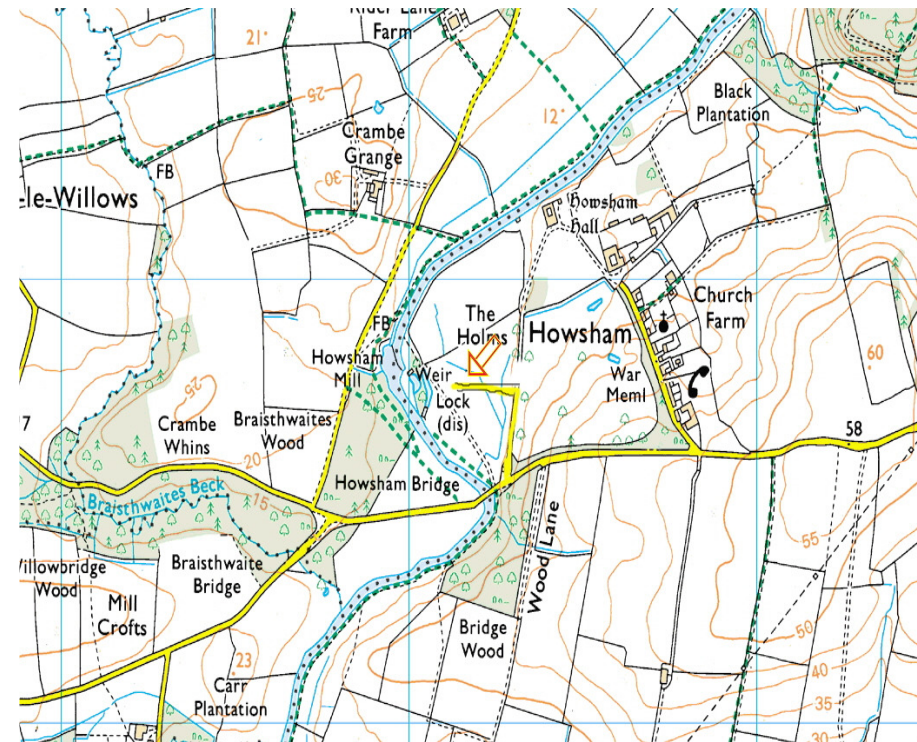 Rider Lane
Farm
21
25
12
Black
Plantation
Crambe
Grange
30
FB
-le-Willows
Howsham
Hall
The
Holms
Church
Farm
FB
Howsham
Howsham
Mill
Weir
60
War
Meml
Lock
(dis)
25
7
Crambe
Whins
Braisthwaites
Wood
58
20
Howsham Bridge
Braisthwaites Beck
15
55
Wood Lane
Willowbridge
Wood
Braisthwaite
Bridge
Mill
Crofts
Bridge
Wood
50
23
40
Carr
Plantation
35
30